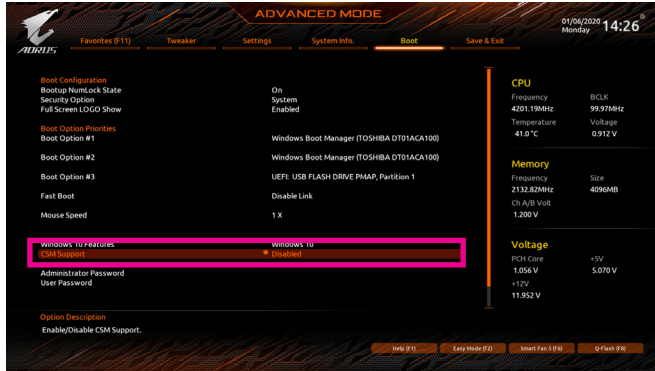 ADVANCED MODE
01/06/2020 Monday 14:26
AORUS
Favorites (F11) Tweaker Settings System Info. Boot Save & Exit
Boot Configuration
Bootup NumLock State On
Security Option System
Full Screen LOGO Show Enabled
Boot Option Priorities
Boot Option #1 Windows Boot Manager (TOSHIBA DT01ACA100)
Boot Option #2 Windows Boot Manager (TOSHIBA DT01ACA100)
Boot Option #3 UEFI: USB FLASH DRIVE PMAP, Partition 1
Fast Boot Disable Link
Mouse Speed 1 X
Windows 10 Features Windows 10
CSM Support * Disabled
Administrator Password
User Password
Option Description
Enable/Disable CSM Support.
CPU
Frequency BCLK
4201.19MHz 99.97MHz
Temperature Voltage
41.0 °C 0.912 V
Memory
Frequency Size
2132.82MHz 4096MB
Ch A/B Volt
1.200 V
Voltage
PCH Core +5V
1.056 V 5.070 V
+12V
11.952 V
Help (F1) Easy Mode (F2) Smart Fan 5 (F6) Q-Flash (F8)